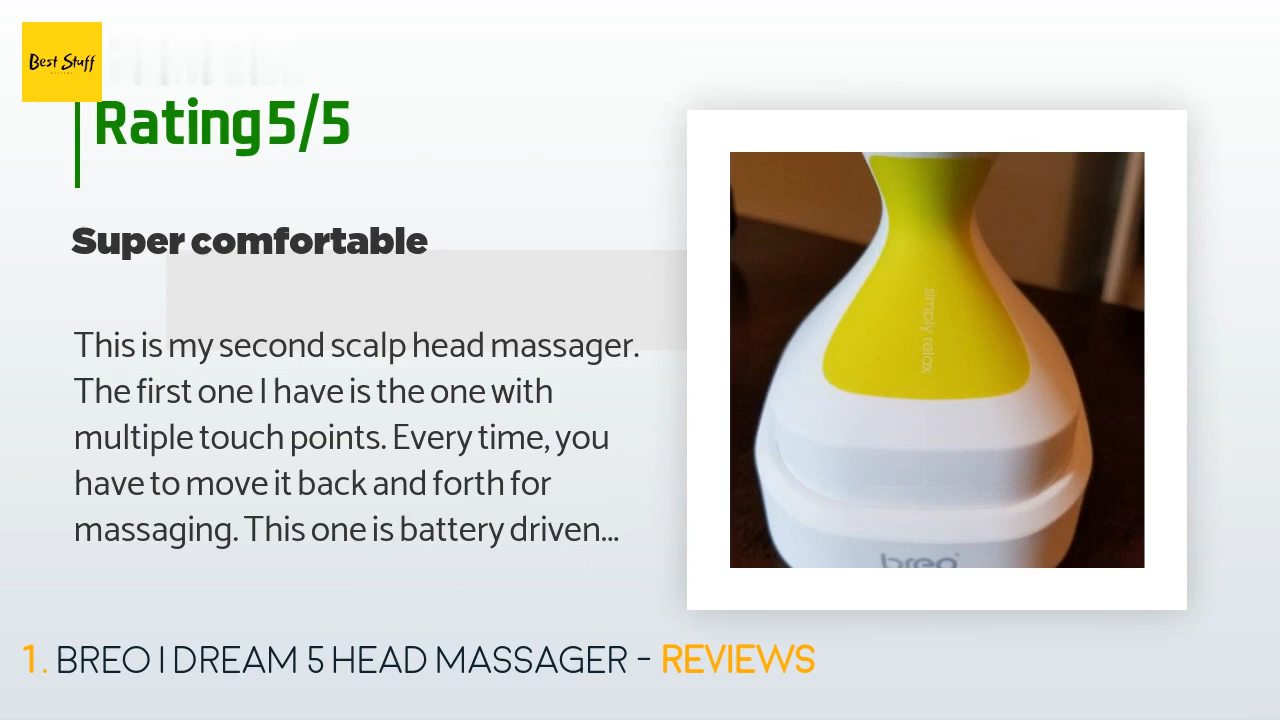 Best Stuff
Rating 5/5
Super comfortable
This is my second scalp head massager.
The first one I have is the one with
multiple touch points. Every time, you
have to move it back and forth for
massaging. This one is battery driven...
simply relax
breo
1. BREO I DREAM 5 HEAD MASSAGER - REVIEWS